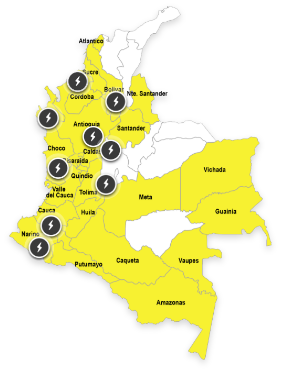 Atlantico
Sucre
Bolivar
Nte. Santander
Cordoba
Antioquia
Santander
Caldas
Choco
Risaralda
Vichada
Quindio
Tolima
Valle
del Cauca
Meta
Cauca
Huila
Guainia
Narino
Putumayo
Caqueta
Vaupes
Amazonas